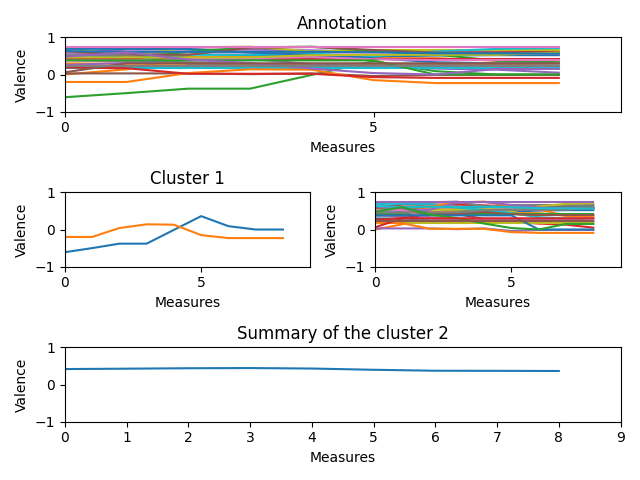 Annotation
Valence
1
0
−1
0
5
Measures
Cluster 1
Cluster 2
Valence
1
0
−1
0
5
Measures
Valence
1
0
−1
0
5
Measures
Summary of the cluster 2
Valence
1
0
−1
0 1 2 3 4 5 6 7 8 9
Measures